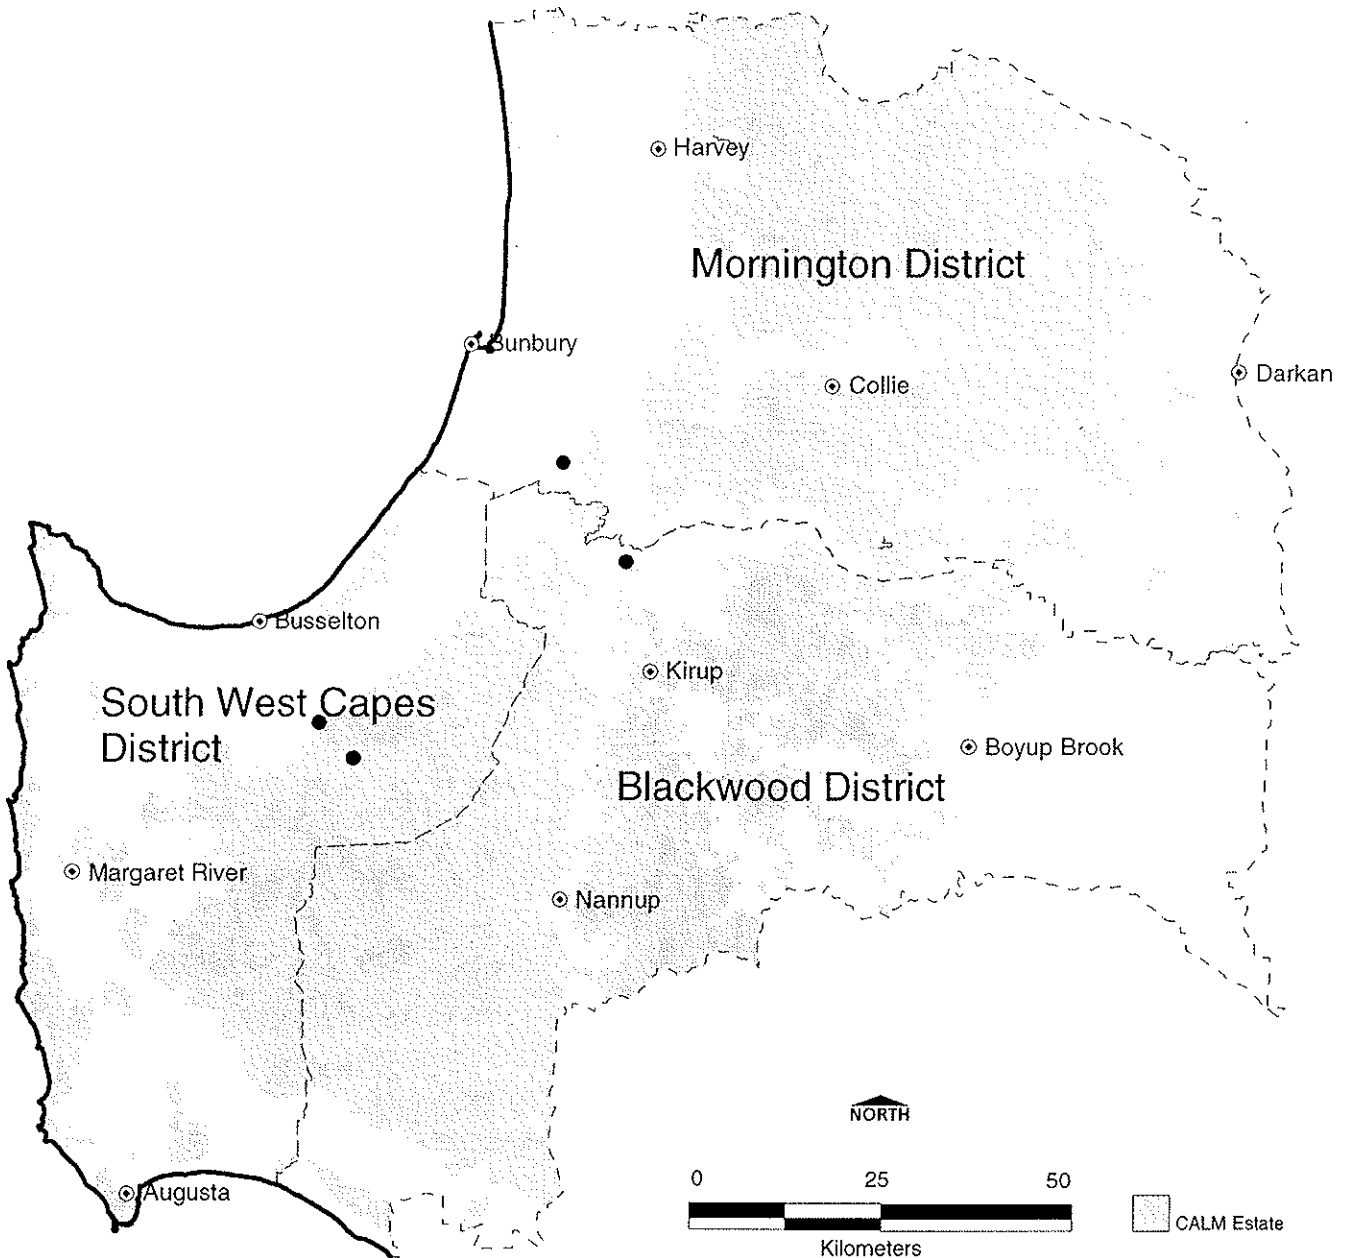 Harvey
Mornington District
Bunbury
Darkan
Collie
Busselton
Kirup
South West Capes
District
Boyup Brook
Blackwood District
Margaret River
Nannup
NORTH
0 25 50
Augusta
CALM Estate
Kilometers